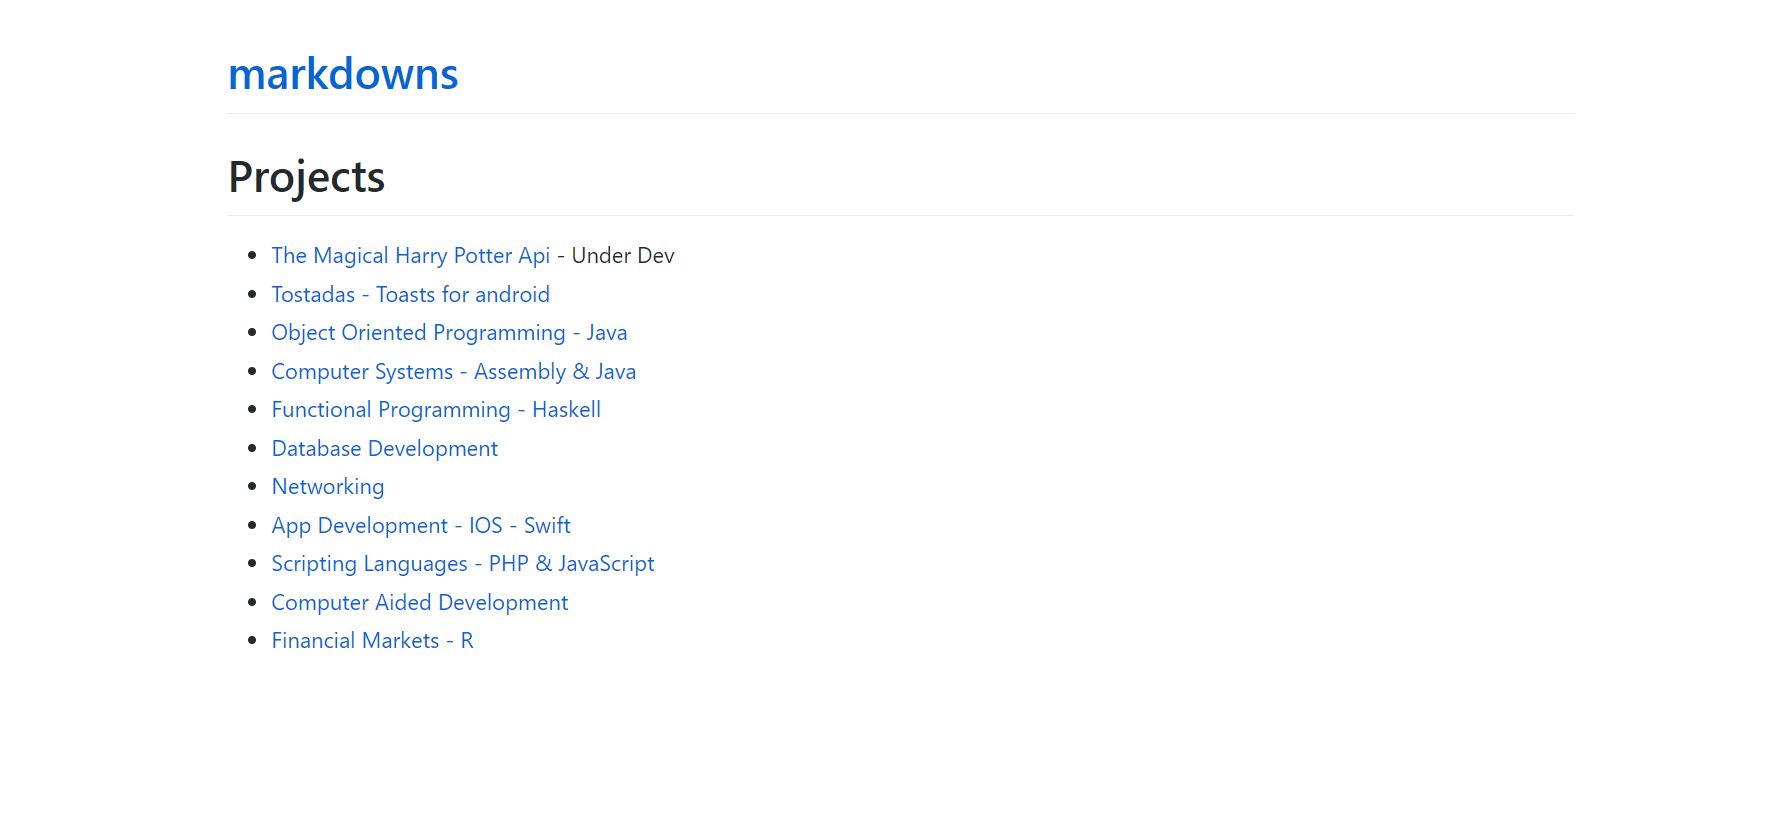 markdowns
Projects
The Magical Harry Potter Api - Under Dev
Tostadas - Toasts for android
Object Oriented Programming - Java
Computer Systems - Assembly & Java
Functional Programming - Haskell
Database Development
Networking
App Development - IOS - Swift
Scripting Languages - PHP & JavaScript
Computer Aided Development
Financial Markets - R